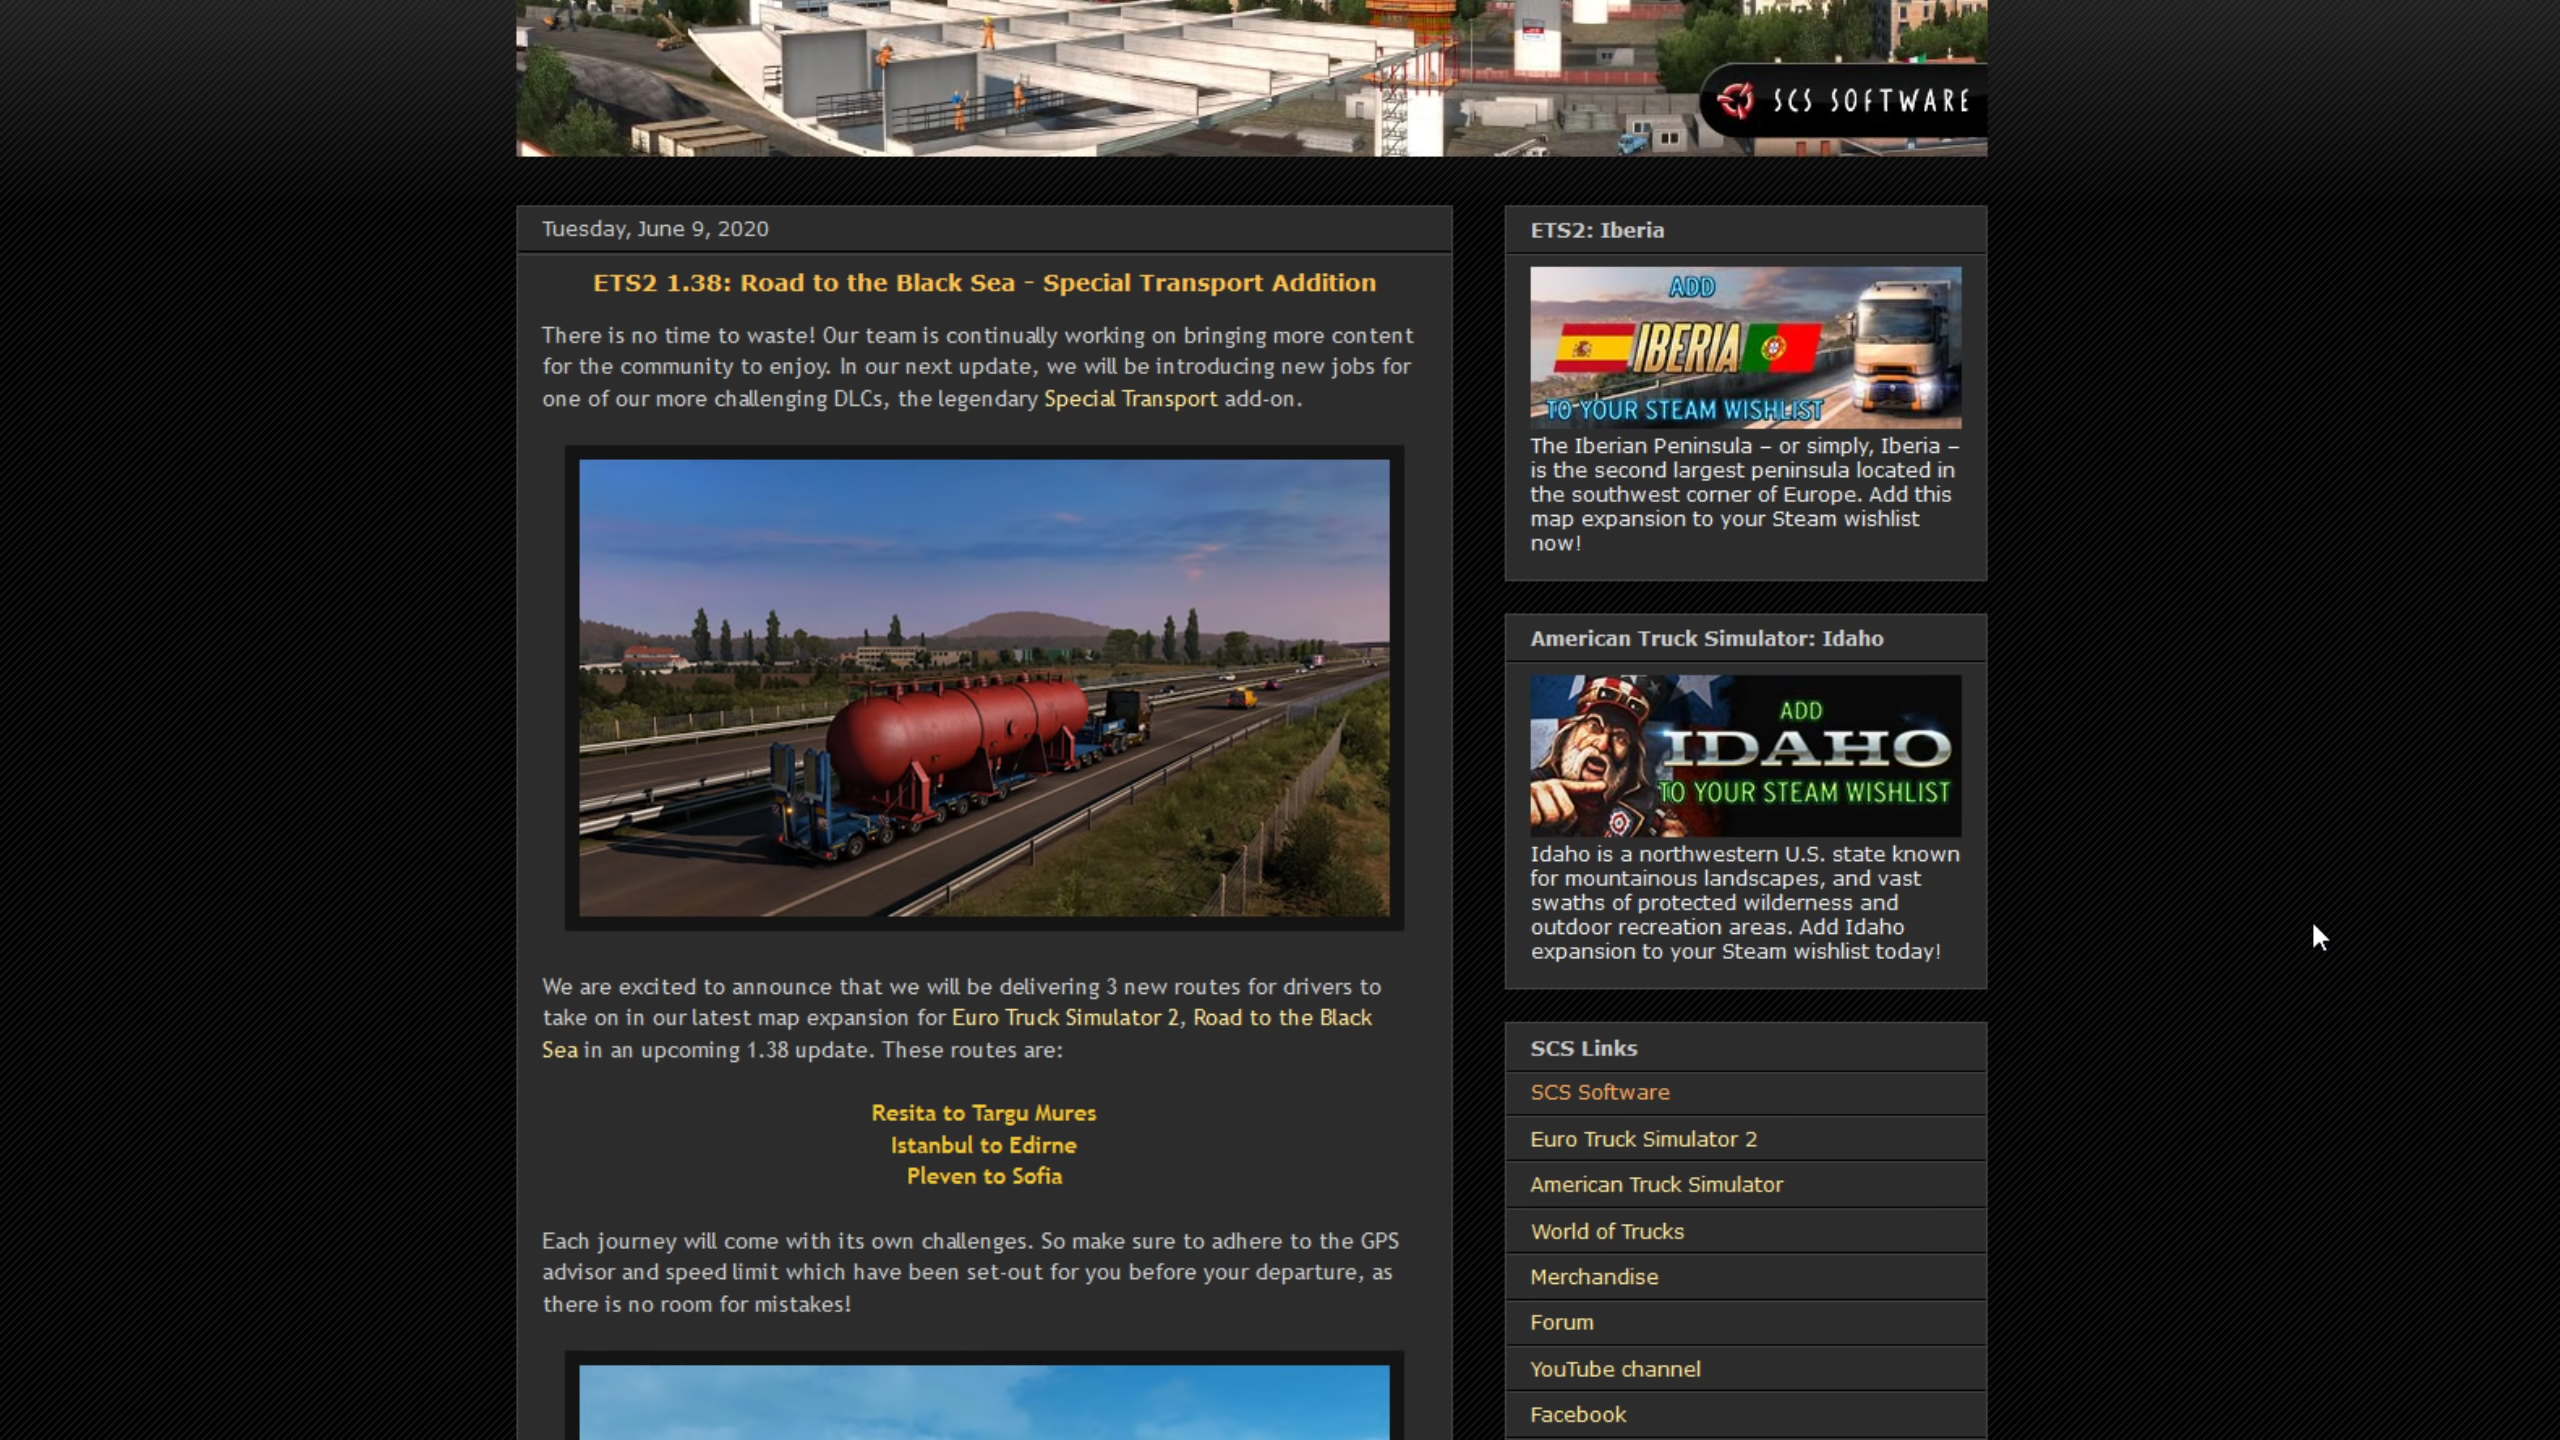 SCS SOFTWARE
Tuesday, June 9, 2020
ETS2 1.38: Road to the Black Sea - Special Transport Addition
There is no time to waste! Our team is continually working on bringing more content
for the community to enjoy. In our next update, we will be introducing new jobs for
one of our more challenging DLCs, the legendary Special Transport add-on.
We are excited to announce that we will be delivering 3 new routes for drivers to
take on in our latest map expansion for Euro Truck Simulator 2, Road to the Black
Sea in an upcoming 1.38 update. These routes are:
Resita to Targu Mures
Istanbul to Edirne
Pleven to Sofia
Each journey will come with its own challenges. So make sure to adhere to the GPS
advisor and speed limit which have been set-out for you before your departure, as
there is no room for mistakes!
ETS2: Iberia
ADD
IBERIA
TO YOUR STEAM WISHLIST
The Iberian Peninsula – or simply, Iberia –
is the second largest peninsula located in
the southwest corner of Europe. Add this
map expansion to your Steam wishlist
now!
American Truck Simulator: Idaho
ADD
IDAHO
TO YOUR STEAM WISHLIST
Idaho is a northwestern U.S. state known
for mountainous landscapes, and vast
swaths of protected wilderness and
outdoor recreation areas. Add Idaho
expansion to your Steam wishlist today!
SCS Links
SCS Software
Euro Truck Simulator 2
American Truck Simulator
World of Trucks
Merchandise
Forum
YouTube channel
Facebook